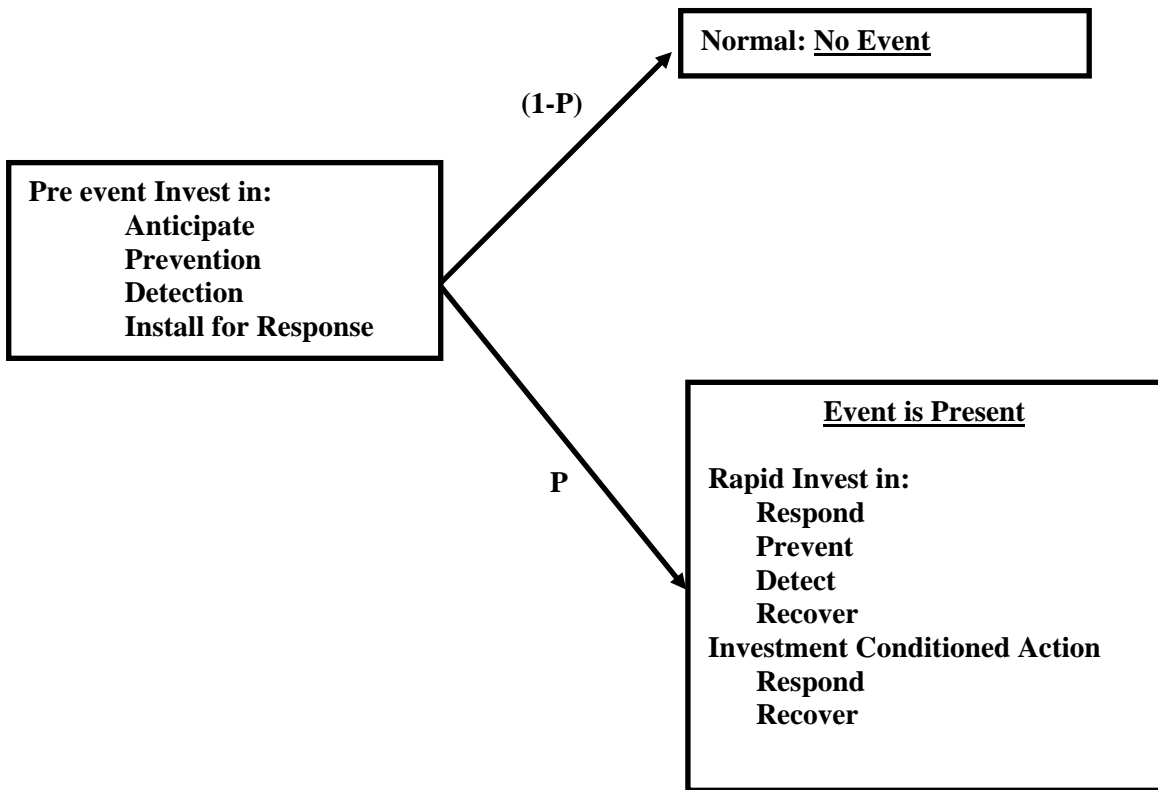 Normal: No Event
(1-P)
Pre event Invest in:
Anticipate
Prevention
Detection
Install for Response
P
Event is Present
Rapid Invest in:
Respond
Prevent
Detect
Recover
Investment Conditioned Action
Respond
Recover